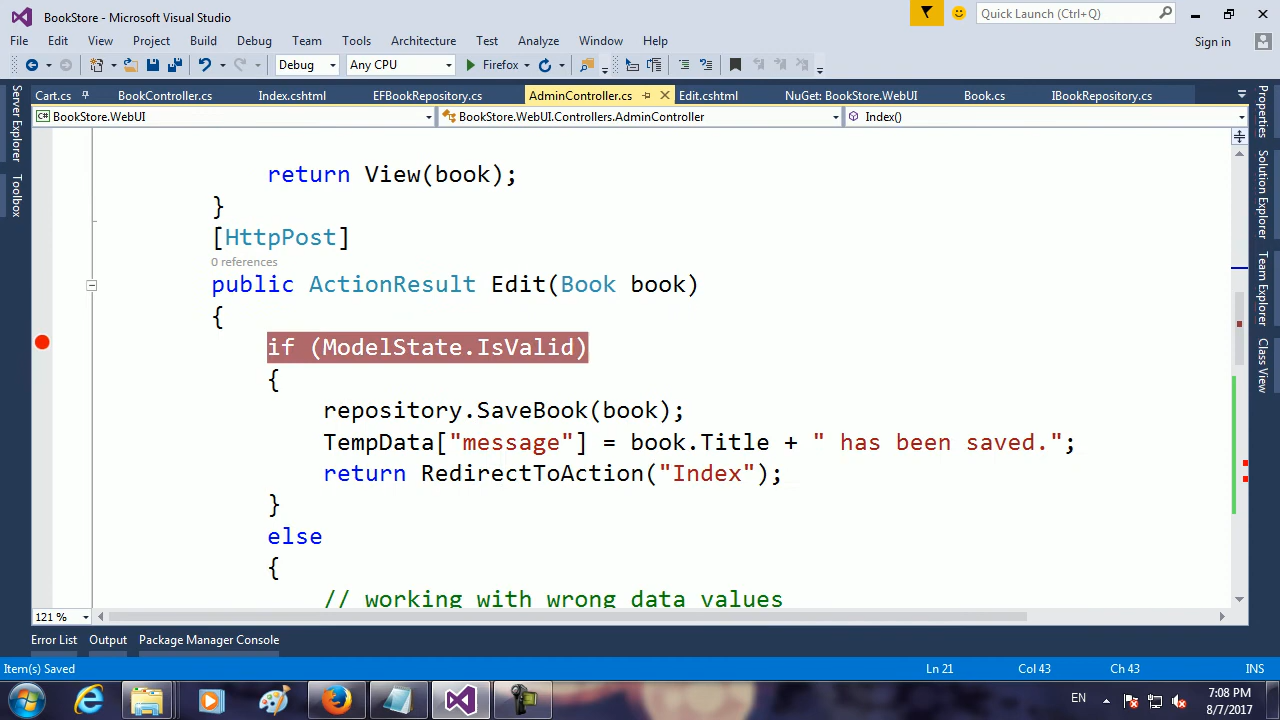 BookStore - Microsoft Visual Studio
Quick Launch (Ctrl+Q)
File Edit View Project Build Debug Team Tools Architecture Test Analyze Window Help
Sign in
Debug Any CPU Firefox
Cart.cs BookController.cs Index.cshtml EFBookRepository.cs AdminController.cs Edit.cshtml NuGet: BookStore.WebUI Book.cs IBookRepository.cs
BookStore.WebUI BookStore.WebUI.Controllers.AdminController Index()
Server Explorer
Toolbox
Properties
Solution Explorer
Team Explorer
Class View
return View(book);
}
[HttpPost]
0 references
public ActionResult Edit(Book book)
{
if (ModelState.IsValid)
{
repository.SaveBook(book);
TempData["message"] = book.Title + " has been saved.";
return RedirectToAction("Index");
}
else
{
// working with wrong data values
121 %
Error List Output Package Manager Console
Item(s) Saved Ln 21 Col 43 Ch 43 INS
EN 7:08 PM
8/7/2017